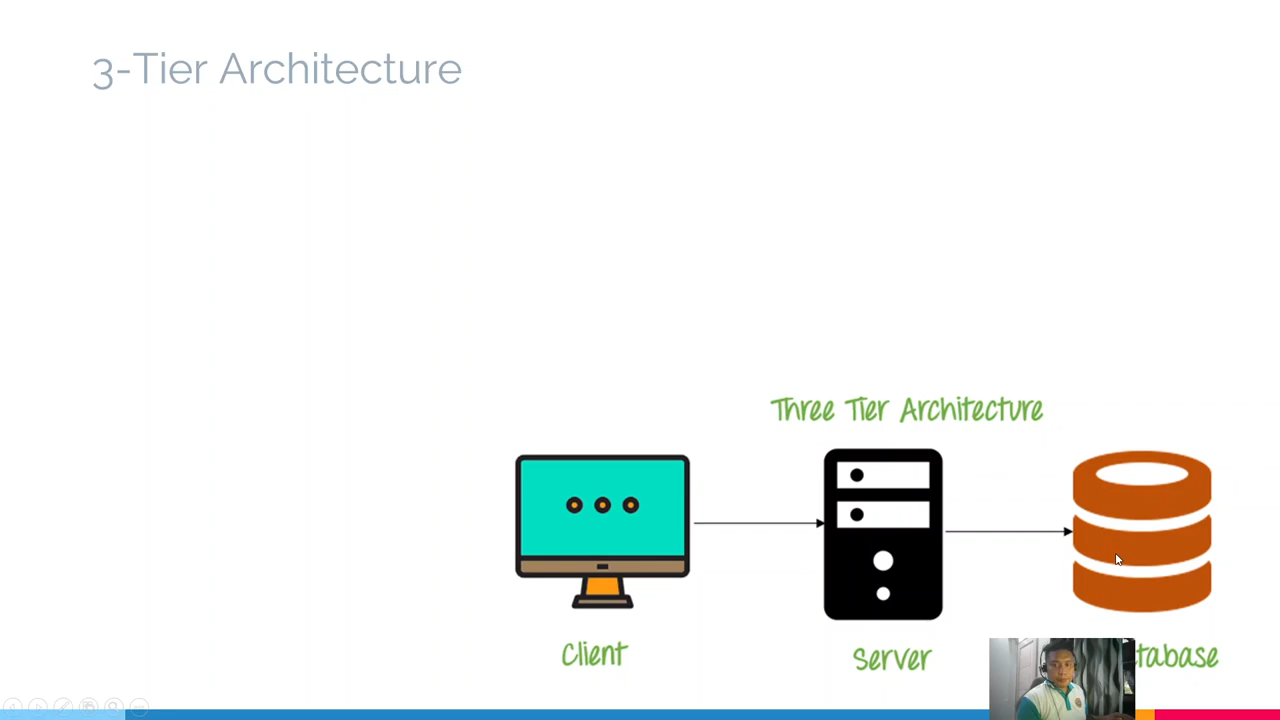 3-Tier Architecture
Three Tier Architecture
Client
Server
tabase